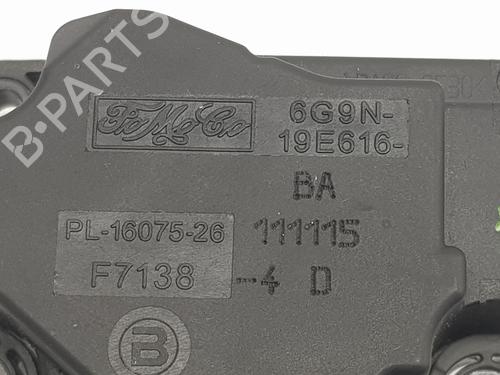 FoMoCo
6G9N-
19E616-
BA
PL-16075-26
111115
F7138
-4 D
B
B-Parts